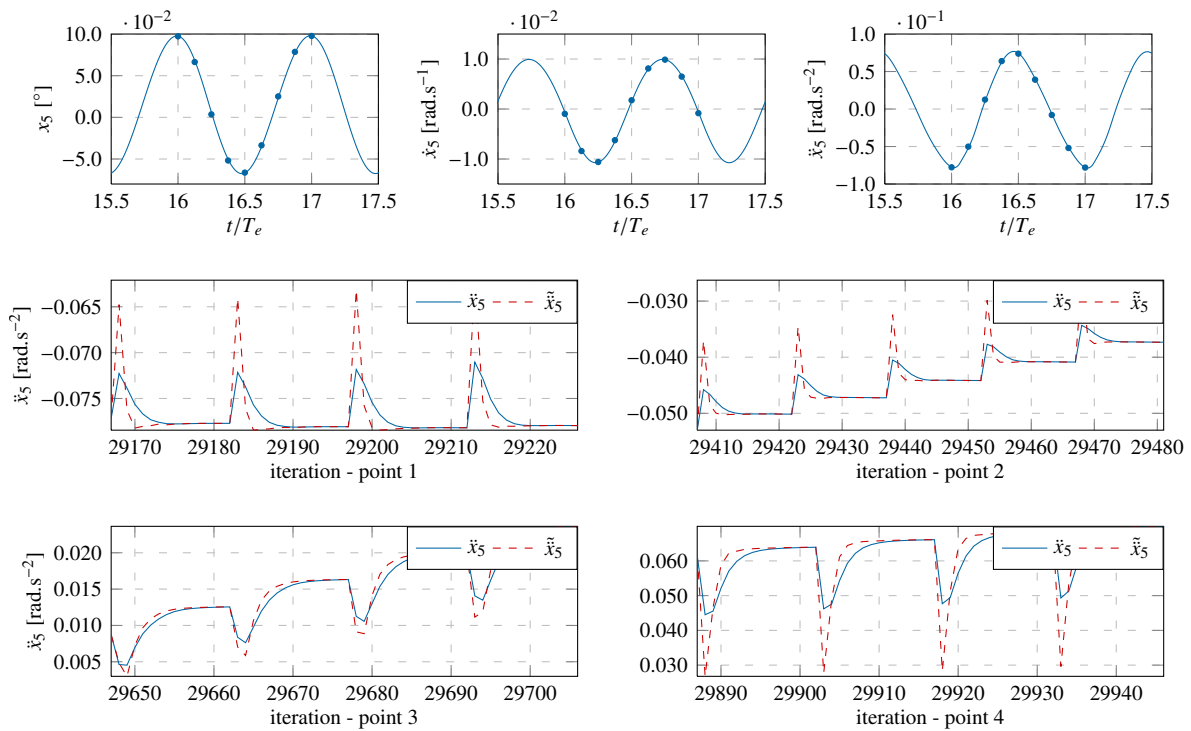 · 10⁻² · 10⁻² · 10⁻¹
10.0
5.0
0.0
−5.0
x₅ [°]
15.5 16 16.5 17 17.5
t/Tₑ
1.0
0.0
−1.0
ẋ₅ [rad.s⁻¹]
15.5 16 16.5 17 17.5
t/Tₑ
1.0
0.5
0.0
−0.5
−1.0
ẍ₅ [rad.s⁻²]
15.5 16 16.5 17 17.5
t/Tₑ
−0.065
−0.070
−0.075
ẍ₅ [rad.s⁻²]
ẍ₅ ẍ̃₅
29170 29180 29190 29200 29210 29220
iteration - point 1
−0.030
−0.040
−0.050
ẍ₅ ẍ̃₅
29410 29420 29430 29440 29450 29460 29470 29480
iteration - point 2
0.020
0.015
0.010
0.005
ẍ₅ [rad.s⁻²]
ẍ₅ ẍ̃₅
29650 29660 29670 29680 29690 29700
iteration - point 3
0.060
0.050
0.040
0.030
ẍ₅ ẍ̃₅
29890 29900 29910 29920 29930 29940
iteration - point 4